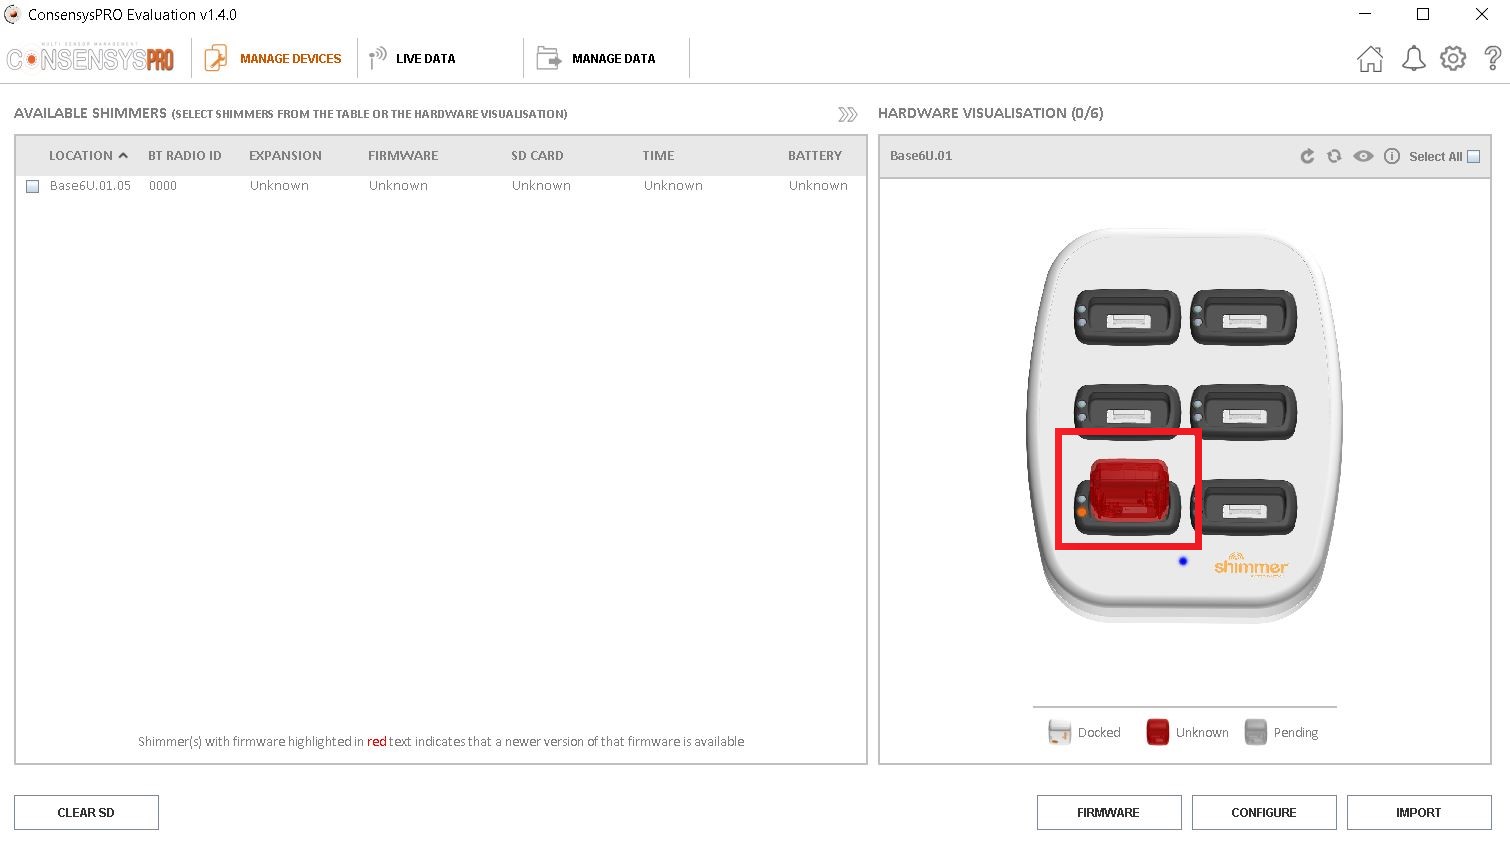 ConsensysPRO Evaluation v1.4.0
MULTI SENSOR MANAGEMENT
CONSENSYSPRO
MANAGE DEVICES
LIVE DATA
MANAGE DATA
AVAILABLE SHIMMERS (SELECT SHIMMERS FROM THE TABLE OR THE HARDWARE VISUALISATION)
HARDWARE VISUALISATION (0/6)
LOCATION BT RADIO ID EXPANSION FIRMWARE SD CARD TIME BATTERY
Base6U.01.05 0000 Unknown Unknown Unknown Unknown Unknown
Base6U.01
Select All
shimmer
Docked
Unknown
Pending
Shimmer(s) with firmware highlighted in red text indicates that a newer version of that firmware is available
CLEAR SD
FIRMWARE
CONFIGURE
IMPORT